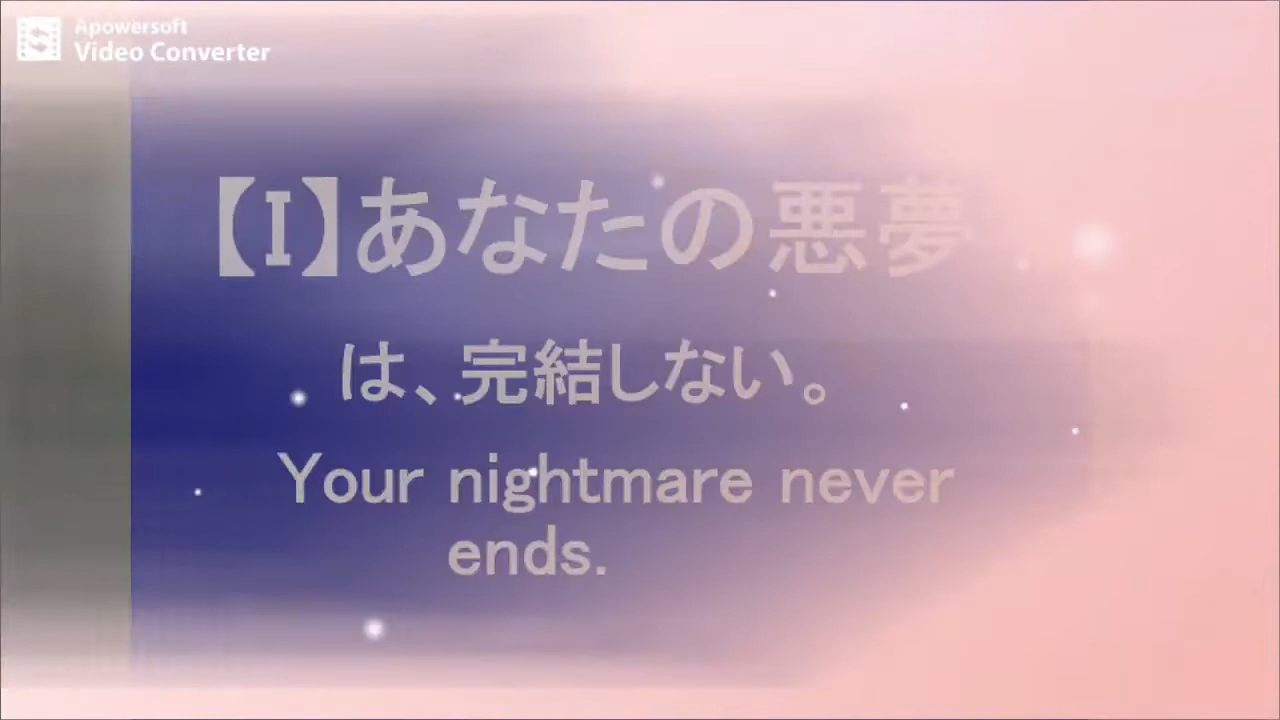 Apowersoft
Video Converter
【I】あなたの悪夢
は、完結しない。
Your nightmare never
ends.